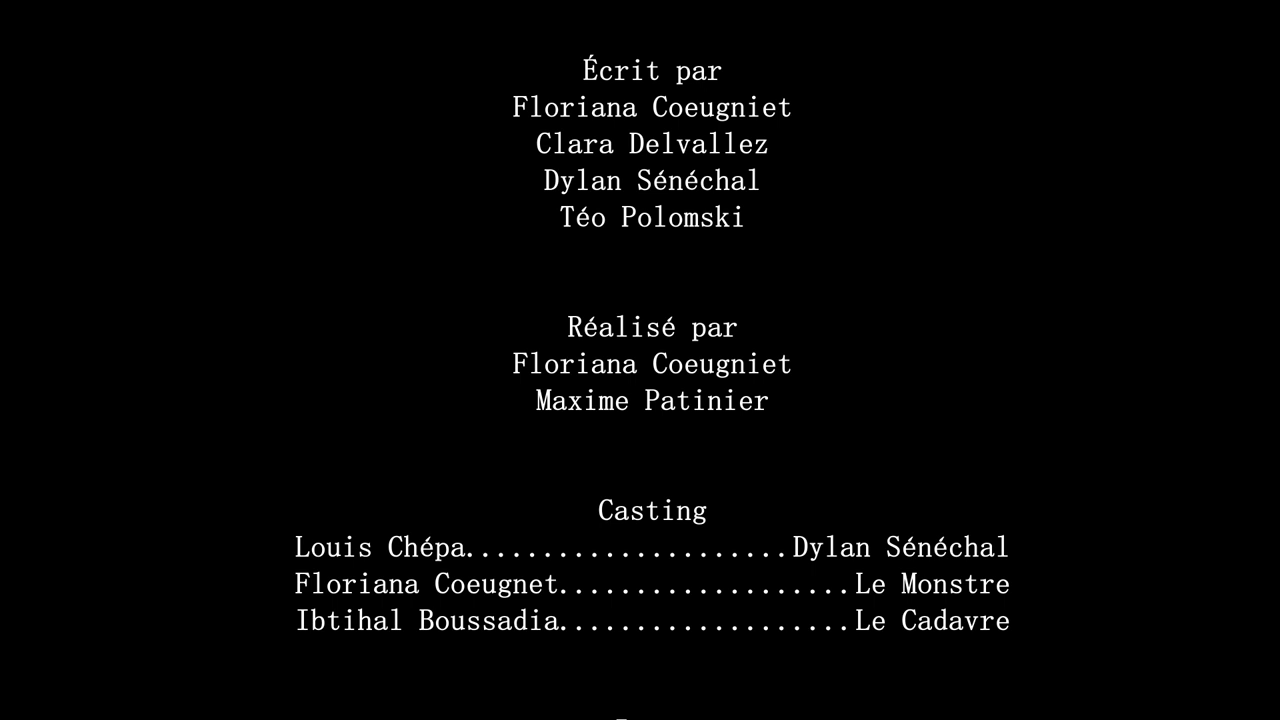 Écrit par
Floriana Coeugniet
Clara Delvallez
Dylan Sénéchal
Téo Polomski
Réalisé par
Floriana Coeugniet
Maxime Patinier
Casting
Louis Chépa.....................Dylan Sénéchal
Floriana Coeugnet...................Le Monstre
Ibtihal Boussadia...................Le Cadavre